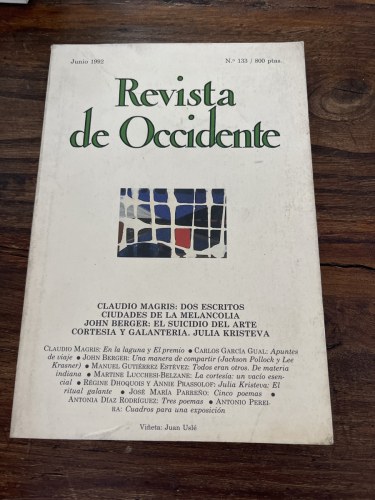 Junio 1992 N.º 133 / 800 ptas.
Revista
de Occidente
CLAUDIO MAGRIS: DOS ESCRITOS
CIUDADES DE LA MELANCOLIA
JOHN BERGER: EL SUICIDIO DEL ARTE
CORTESIA Y GALANTERIA. JULIA KRISTEVA
CLAUDIO MAGRIS: En la laguna y El premio ● CARLOS GARCÍA GUAL: Apuntes
de viaje ● JOHN BERGER: Una manera de compartir (Jackson Pollock y Lee
Krasner) ● MANUEL GUTIÉRREZ ESTÉVEZ: Todos eran otros. De materia
indiana ● MARTINE LUCCHESI-BELZANE: La cortesía: un vacío esen-
cial ● RÉGINE DHOQUOIS Y ANNIE PRASSOLOF: Julia Kristeva: El
ritual galante ● JOSÉ MARÍA PARREÑO: Cinco poemas ●
ANTONIA DÍAZ RODRÍGUEZ: Tres poemas ● ANTONIO PEREI-
RA: Cuadros para una exposición
Viñeta: Juan Uslé